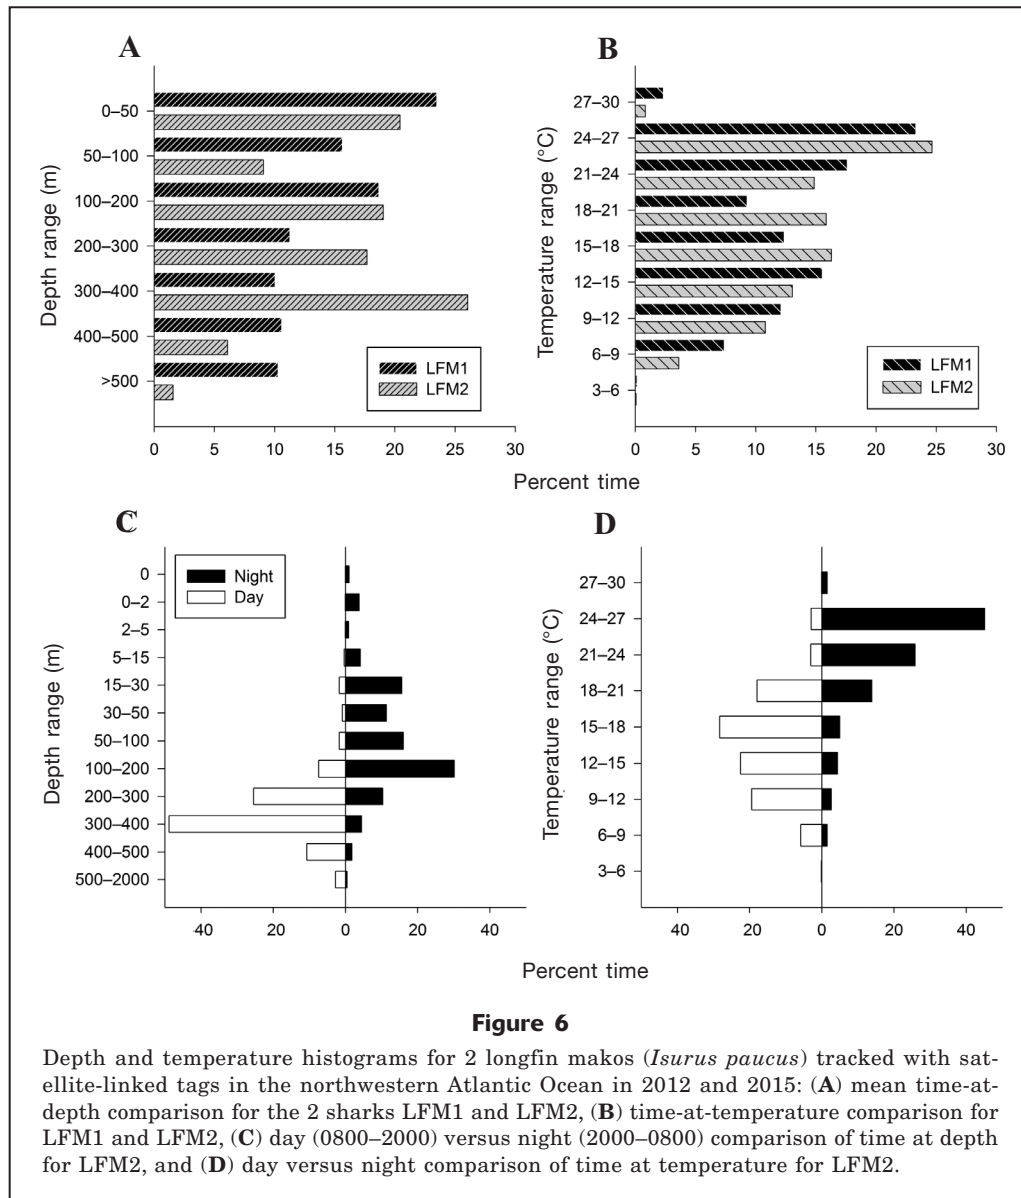 A
Depth range (m)
0–50
50–100
100–200
200–300
300–400
400–500
>500
LFM1
LFM2
0 5 10 15 20 25 30
B
Temperature range (°C)
27–30
24–27
21–24
18–21
15–18
12–15
9–12
6–9
3–6
LFM1
LFM2
0 5 10 15 20 25 30
Percent time
C
Depth range (m)
0
0–2
2–5
5–15
15–30
30–50
50–100
100–200
200–300
300–400
400–500
500–2000
Night
Day
40 20 0 20 40
D
Temperature range (°C)
27–30
24–27
21–24
18–21
15–18
12–15
9–12
6–9
3–6
40 20 0 20 40
Percent time
Figure 6
Depth and temperature histograms for 2 longfin makos (Isurus paucus) tracked with sat-
ellite-linked tags in the northwestern Atlantic Ocean in 2012 and 2015: (A) mean time-at-
depth comparison for the 2 sharks LFM1 and LFM2, (B) time-at-temperature comparison for
LFM1 and LFM2, (C) day (0800–2000) versus night (2000–0800) comparison of time at depth
for LFM2, and (D) day versus night comparison of time at temperature for LFM2.